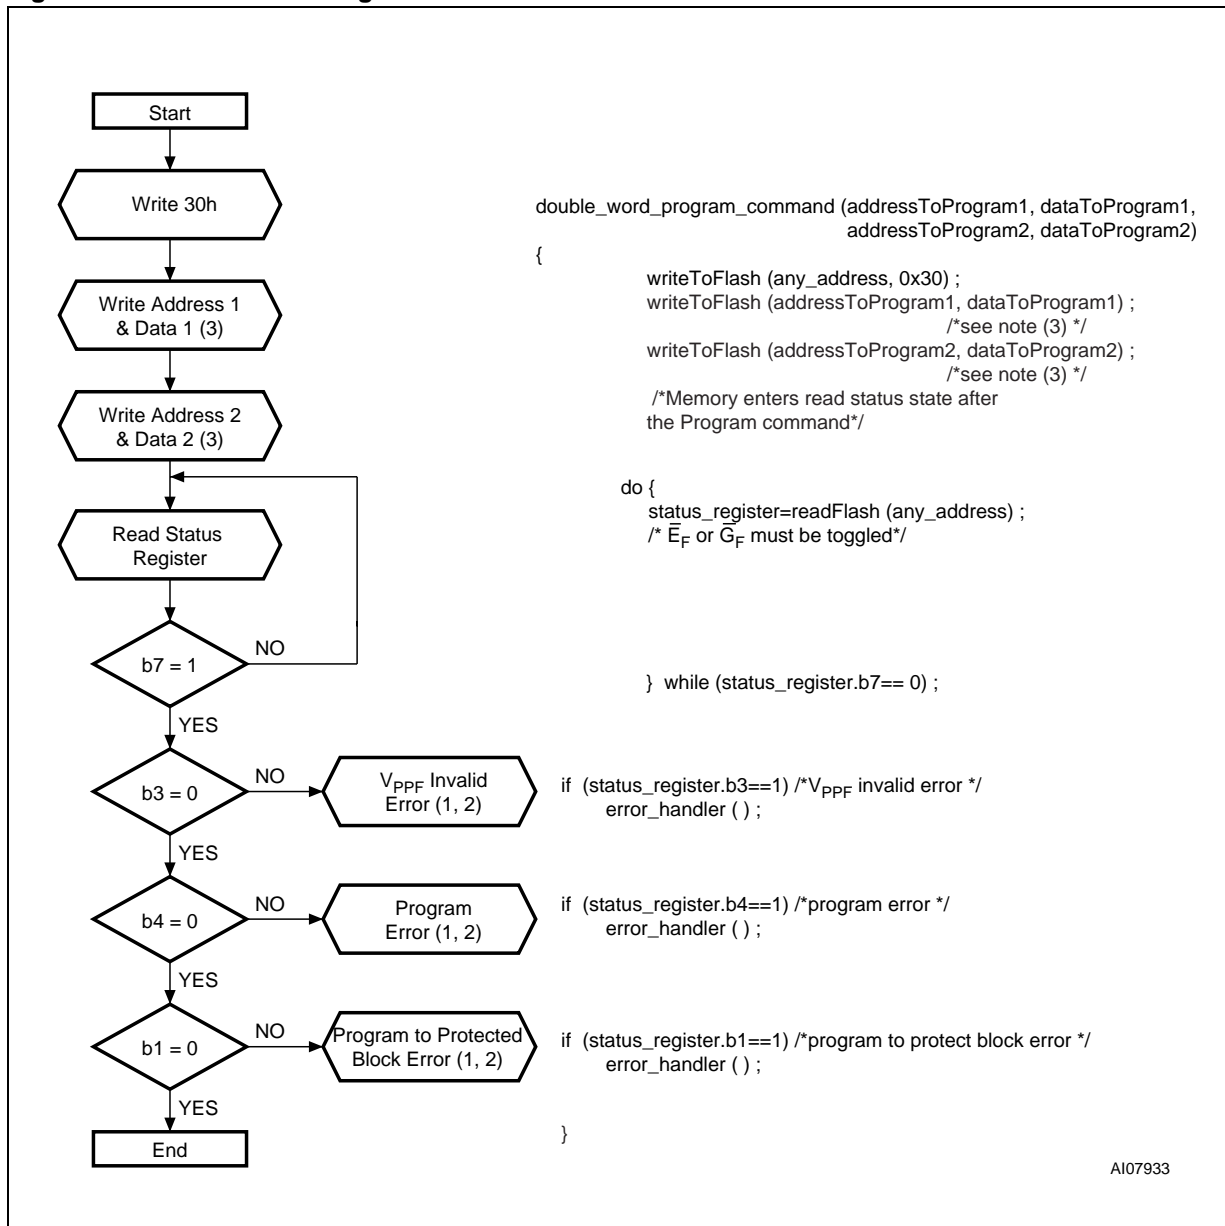 Start
Write 30h
Write Address 1
& Data 1 (3)
Write Address 2
& Data 2 (3)
Read Status
Register
b7 = 1
NO
YES
b3 = 0
NO
YES
VPPF Invalid
Error (1, 2)
b4 = 0
NO
YES
Program
Error (1, 2)
b1 = 0
NO
YES
Program to Protected
Block Error (1, 2)
End
double_word_program_command (addressToProgram1, dataToProgram1,
addressToProgram2, dataToProgram2)
{
writeToFlash (any_address, 0x30) ;
writeToFlash (addressToProgram1, dataToProgram1) ;
/*see note (3) */
writeToFlash (addressToProgram2, dataToProgram2) ;
/*see note (3) */
/*Memory enters read status state after
the Program command*/
do {
status_register=readFlash (any_address) ;
/* E̅F or G̅F must be toggled*/
} while (status_register.b7== 0) ;
if (status_register.b3==1) /*VPPF invalid error */
error_handler ( ) ;
if (status_register.b4==1) /*program error */
error_handler ( ) ;
if (status_register.b1==1) /*program to protect block error */
error_handler ( ) ;
}
AI07933